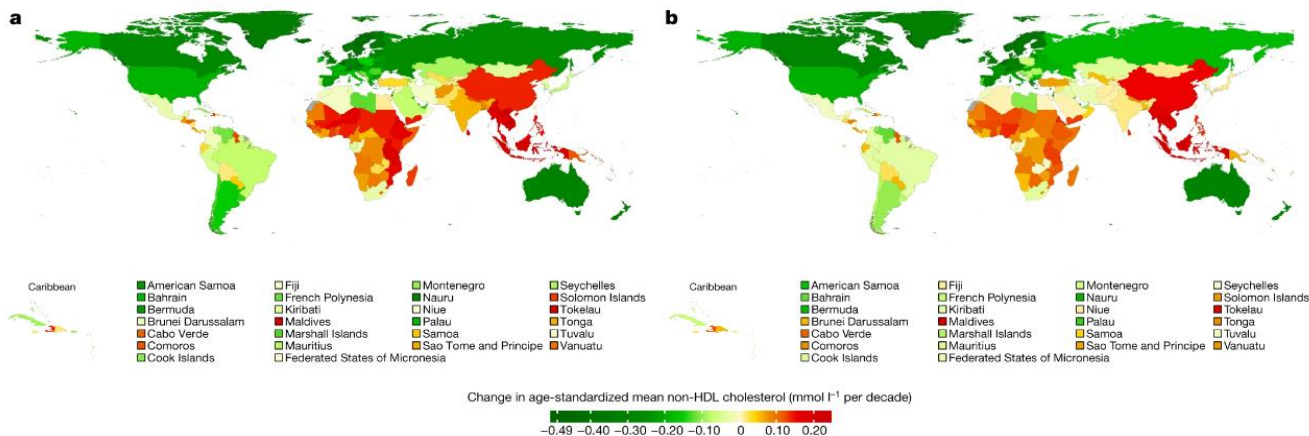 a
b
Caribbean
American Samoa
Bahrain
Bermuda
Brunei Darussalam
Cabo Verde
Comoros
Cook Islands
Fiji
French Polynesia
Kiribati
Maldives
Marshall Islands
Mauritius
Federated States of Micronesia
Montenegro
Nauru
Niue
Palau
Samoa
Sao Tome and Principe
Seychelles
Solomon Islands
Tokelau
Tonga
Tuvalu
Vanuatu
Caribbean
American Samoa
Bahrain
Bermuda
Brunei Darussalam
Cabo Verde
Comoros
Cook Islands
Fiji
French Polynesia
Kiribati
Maldives
Marshall Islands
Mauritius
Federated States of Micronesia
Montenegro
Nauru
Niue
Palau
Samoa
Sao Tome and Principe
Seychelles
Solomon Islands
Tokelau
Tonga
Tuvalu
Vanuatu
Change in age-standardized mean non-HDL cholesterol (mmol l⁻¹ per decade)
−0.49 −0.40 −0.30 −0.20 −0.10 0 0.10 0.20